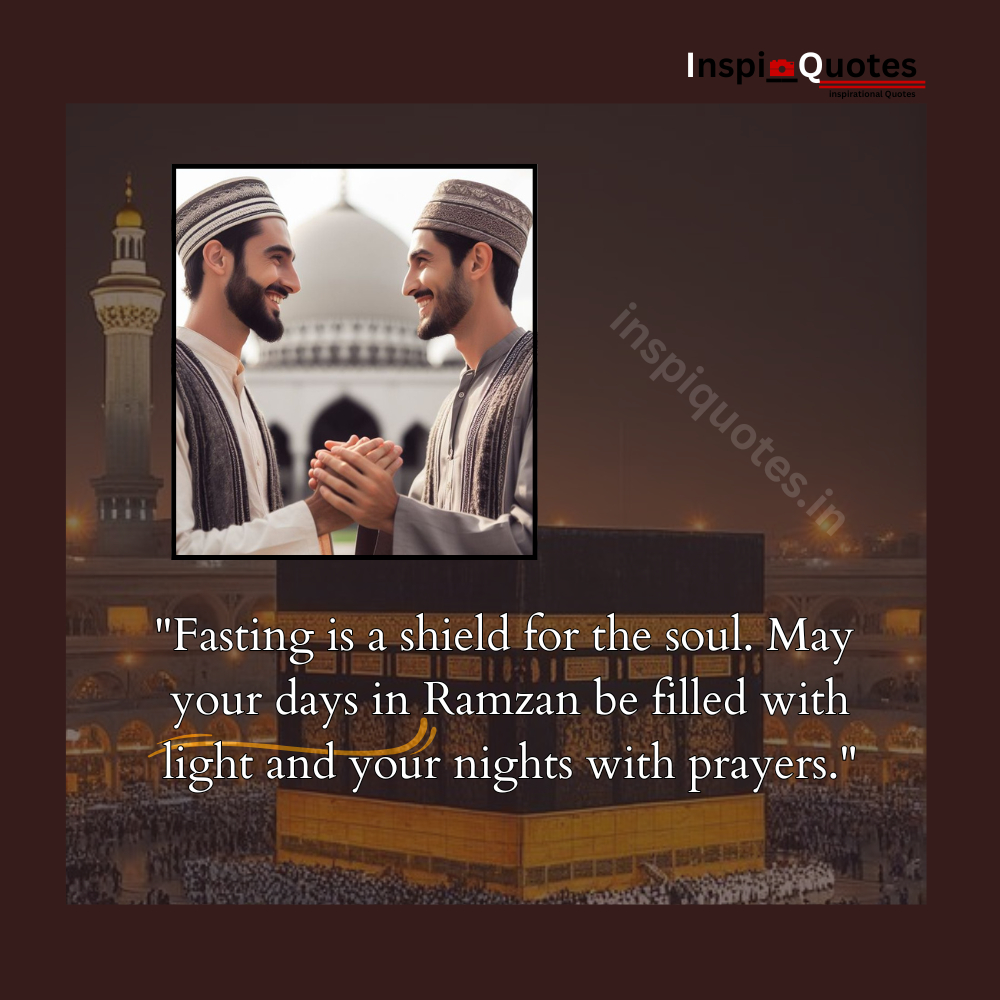 InspiQuotes
Inspirational Quotes
inspiquotes.in
"Fasting is a shield for the soul. May
your days in Ramzan be filled with
light and your nights with prayers."